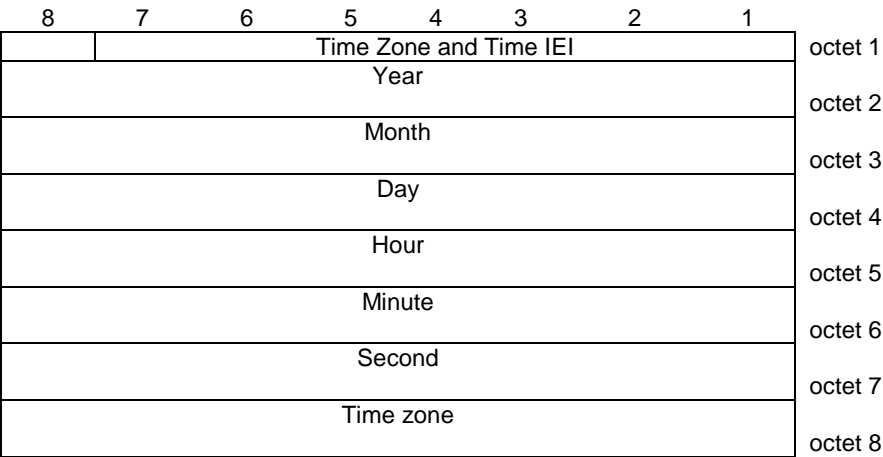 8 7 6 5 4 3 2 1
Time Zone and Time IEI octet 1
Year
octet 2
Month
octet 3
Day
octet 4
Hour
octet 5
Minute
octet 6
Second
octet 7
Time zone
octet 8